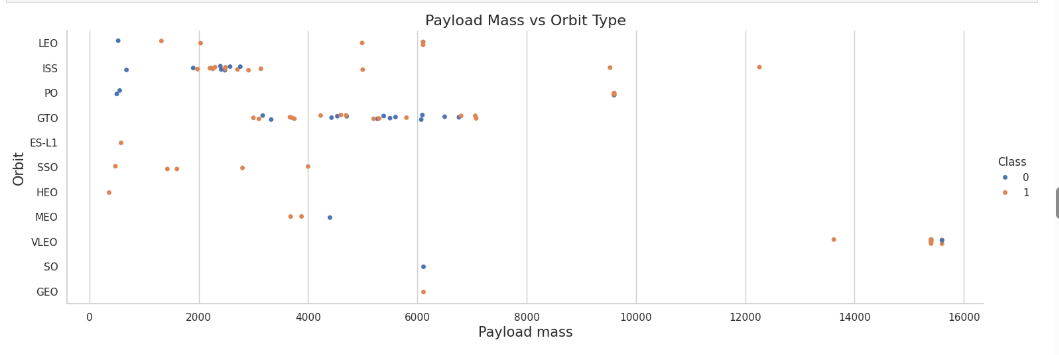 Payload Mass vs Orbit Type
LEO
ISS
PO
GTO
ES-L1
SSO
HEO
MEO
VLEO
SO
GEO
Orbit
0 2000 4000 6000 8000 10000 12000 14000 16000
Payload mass
Class
0
1